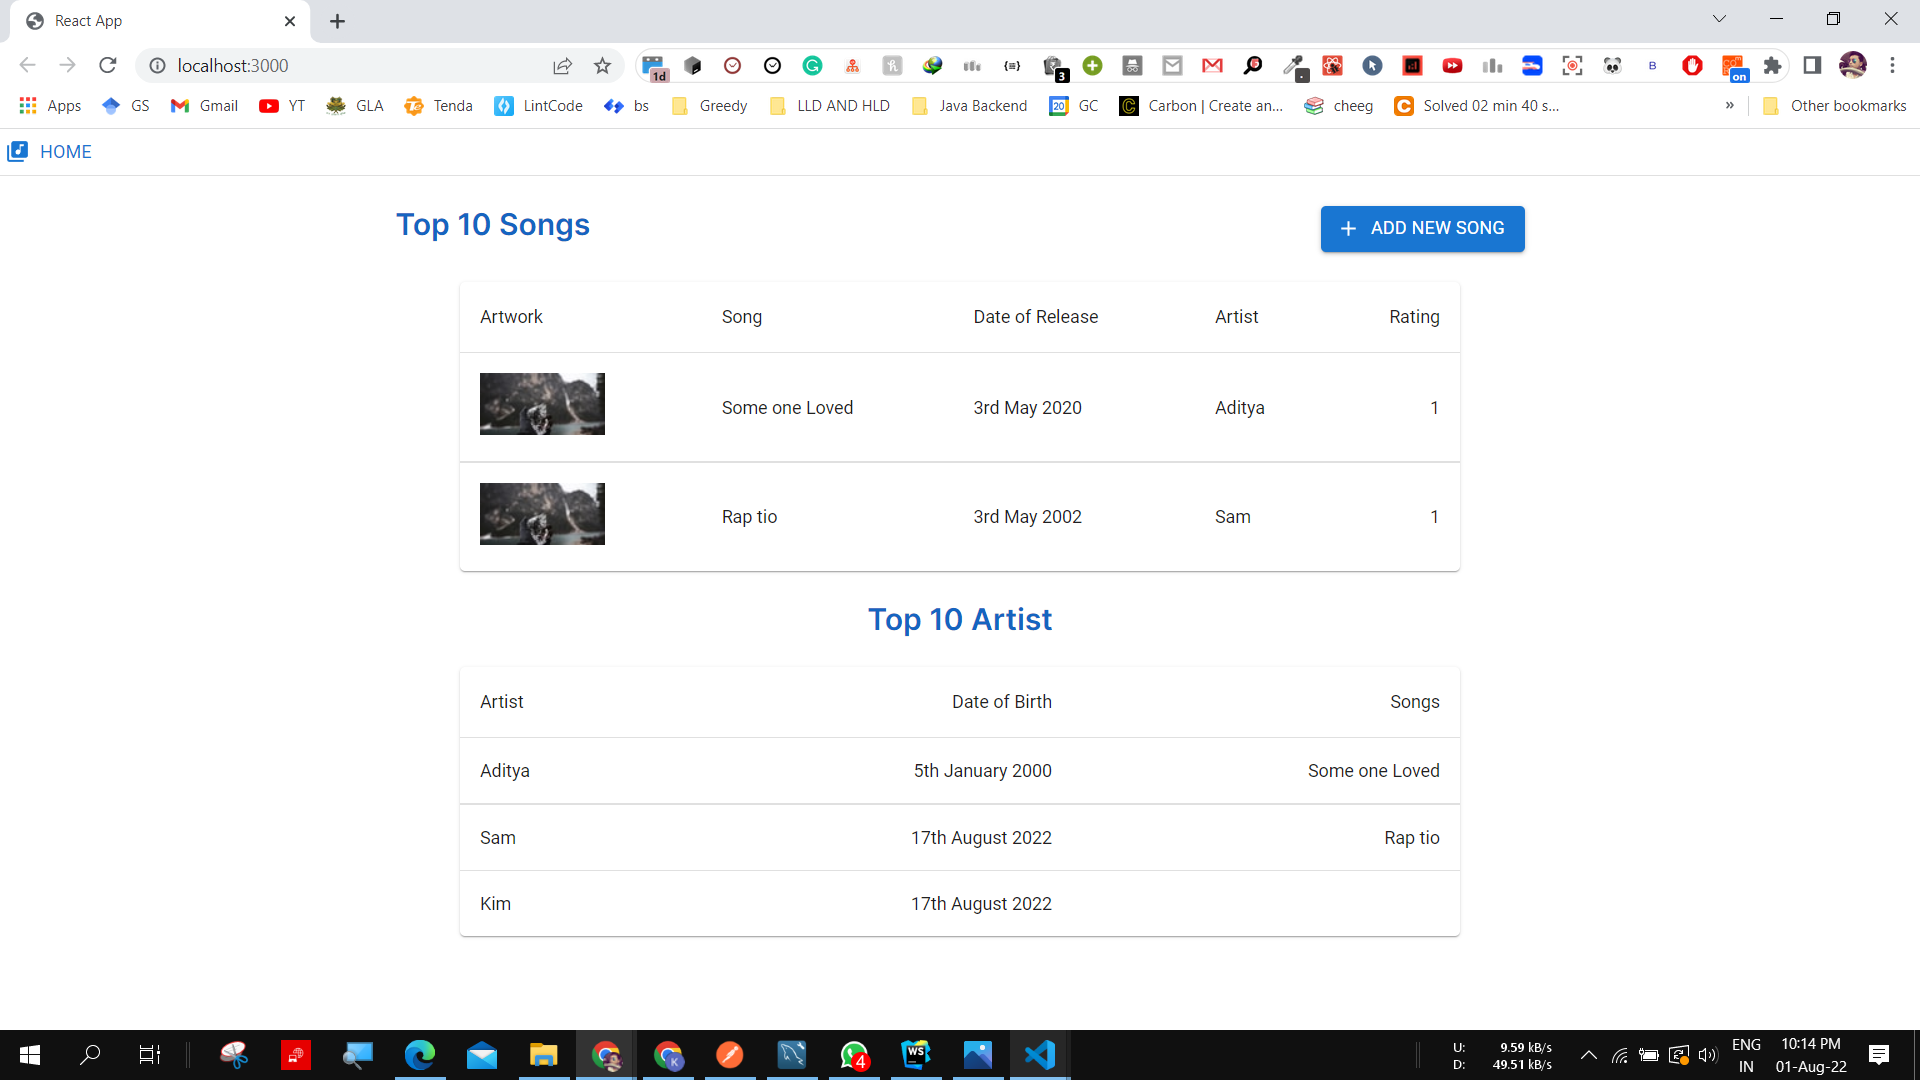 React App
localhost:3000
1d
3
on
Apps GS Gmail YT GLA Tenda LintCode bs Greedy LLD AND HLD Java Backend 20 GC Carbon | Create an... cheeg Solved 02 min 40 s... » Other bookmarks
HOME
Top 10 Songs
+ ADD NEW SONG
Artwork Song Date of Release Artist Rating
Some one Loved 3rd May 2020 Aditya 1
Rap tio 3rd May 2002 Sam 1
Top 10 Artist
Artist Date of Birth Songs
Aditya 5th January 2000 Some one Loved
Sam 17th August 2022 Rap tio
Kim 17th August 2022
K
4
WS
U: 9.59 kB/s
D: 49.51 kB/s
ENG
IN
10:14 PM
01-Aug-22